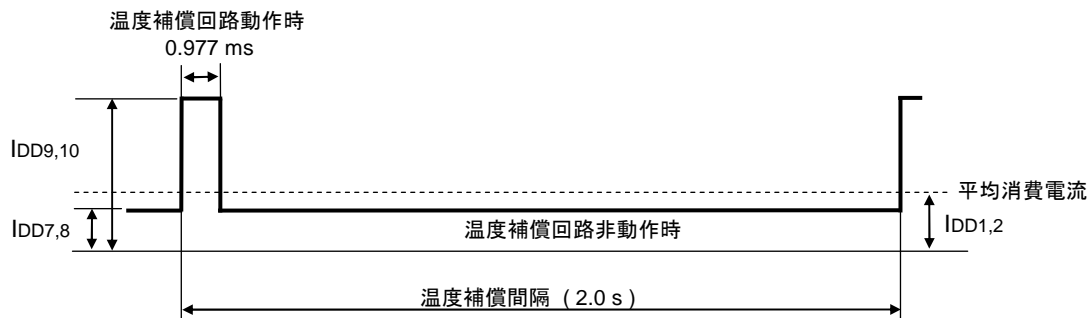 温度補償回路動作時
0.977 ms
IDD9,10
平均消費電流
IDD7,8
温度補償回路非動作時
IDD1,2
温度補償間隔 ( 2.0 s )